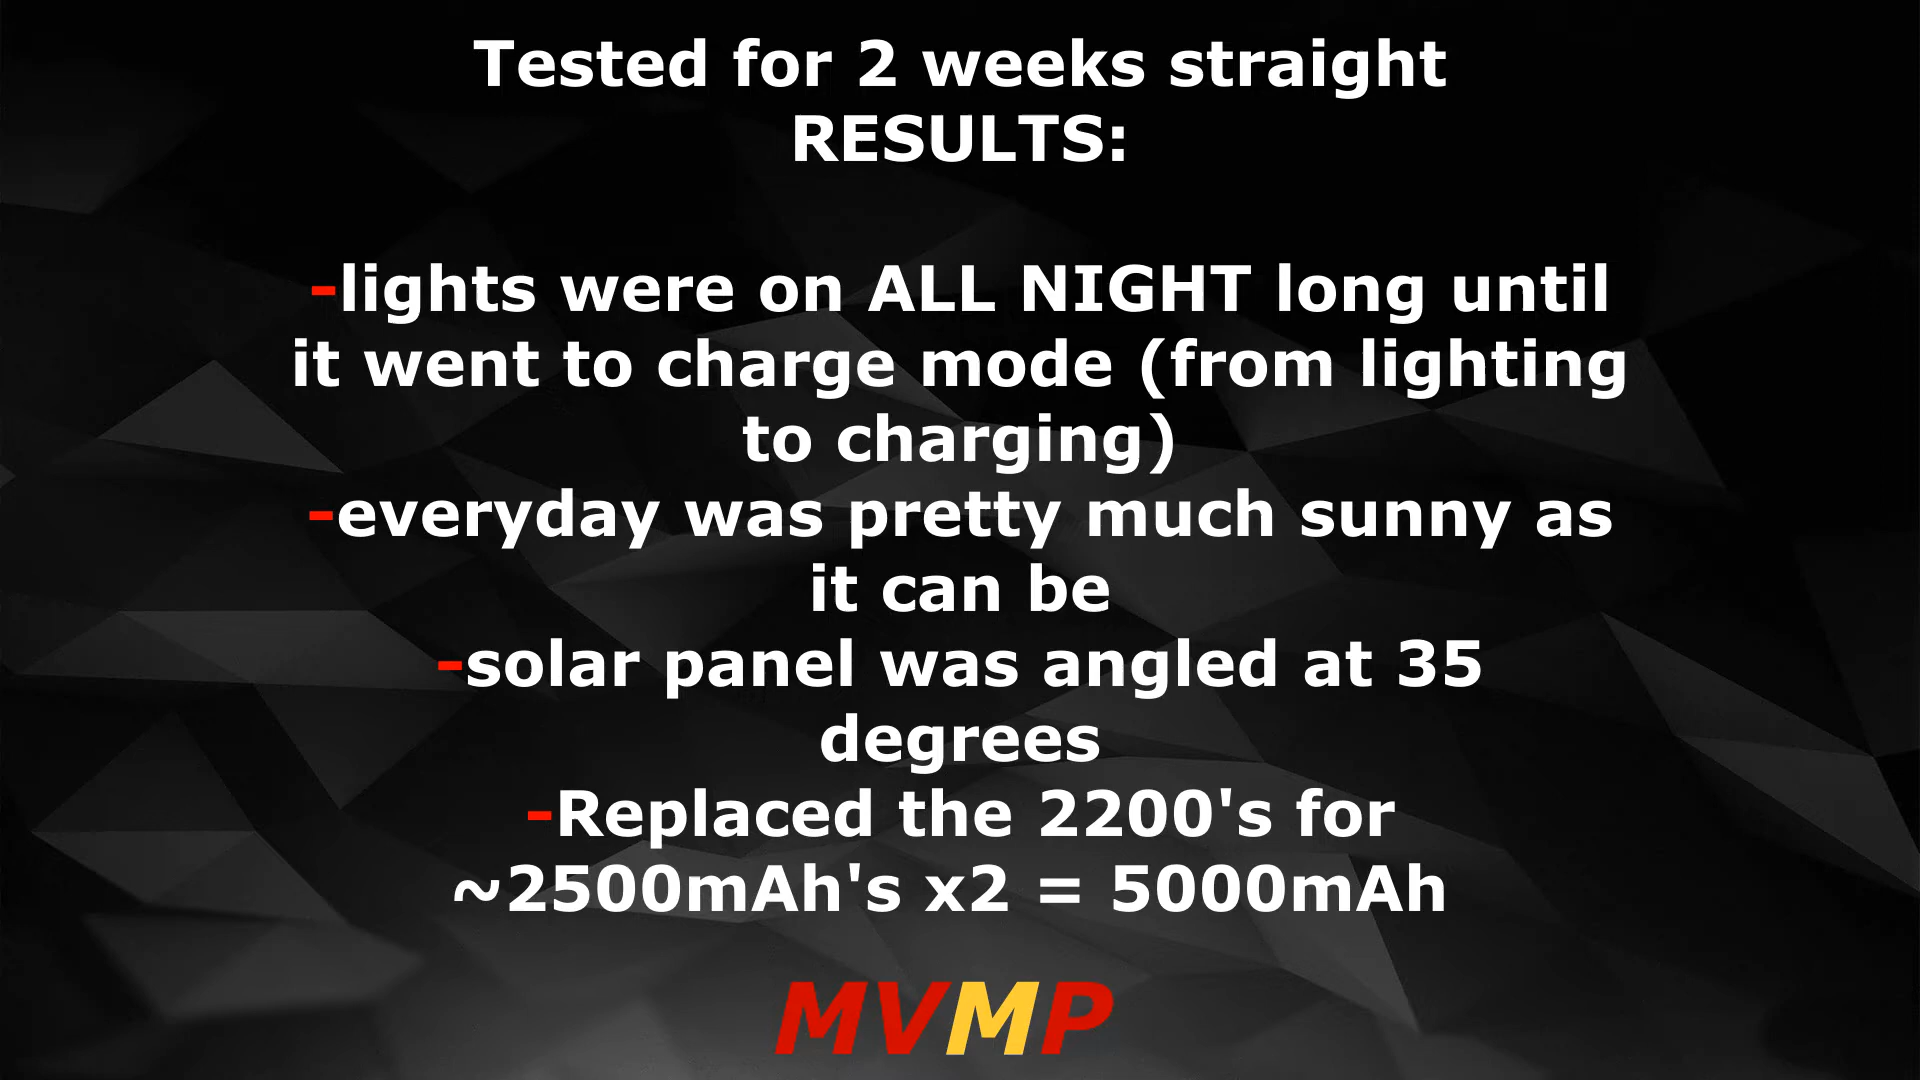 Tested for 2 weeks straight
RESULTS:
-lights were on ALL NIGHT long until
it went to charge mode (from lighting
to charging)
-everyday was pretty much sunny as
it can be
-solar panel was angled at 35
degrees
-Replaced the 2200's for
~2500mAh's x2 = 5000mAh
MVMP